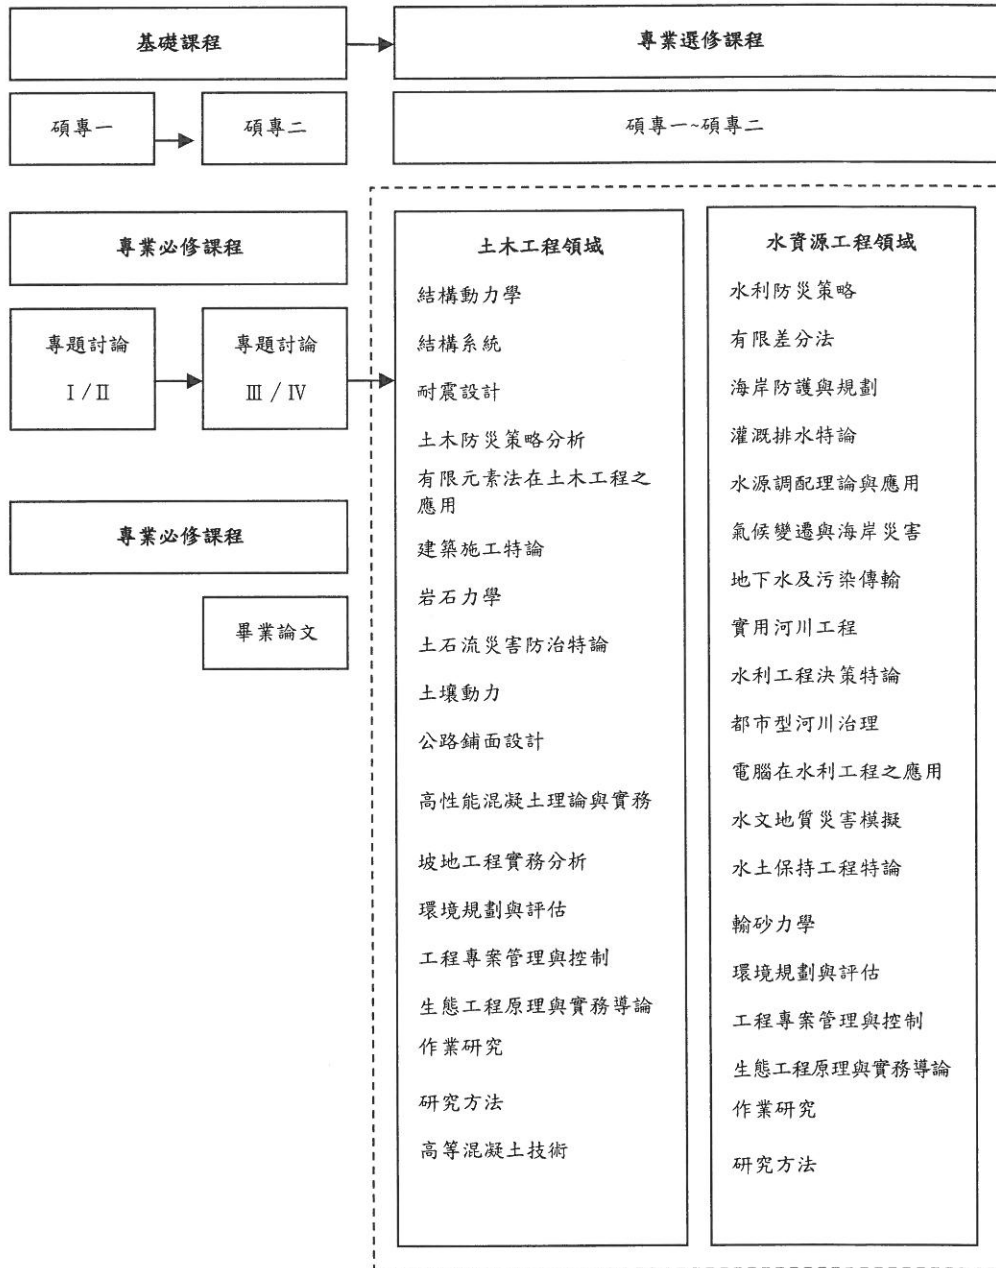 基礎課程
專業選修課程
碩專一
碩專二
碩專一~碩專二
專業必修課程
專題討論
I / II
專題討論
III / IV
專業必修課程
畢業論文
土木工程領域
結構動力學
結構系統
耐震設計
土木防災策略分析
有限元素法在土木工程之
應用
建築施工特論
岩石力學
土石流災害防治特論
土壤動力
公路鋪面設計
高性能混凝土理論與實務
坡地工程實務分析
環境規劃與評估
工程專案管理與控制
生態工程原理與實務導論
作業研究
研究方法
高等混凝土技術
水資源工程領域
水利防災策略
有限差分法
海岸防護與規劃
灌溉排水特論
水源調配理論與應用
氣候變遷與海岸災害
地下水及污染傳輸
實用河川工程
水利工程決策特論
都市型河川治理
電腦在水利工程之應用
水文地質災害模擬
水土保持工程特論
輸砂力學
環境規劃與評估
工程專案管理與控制
生態工程原理與實務導論
作業研究
研究方法